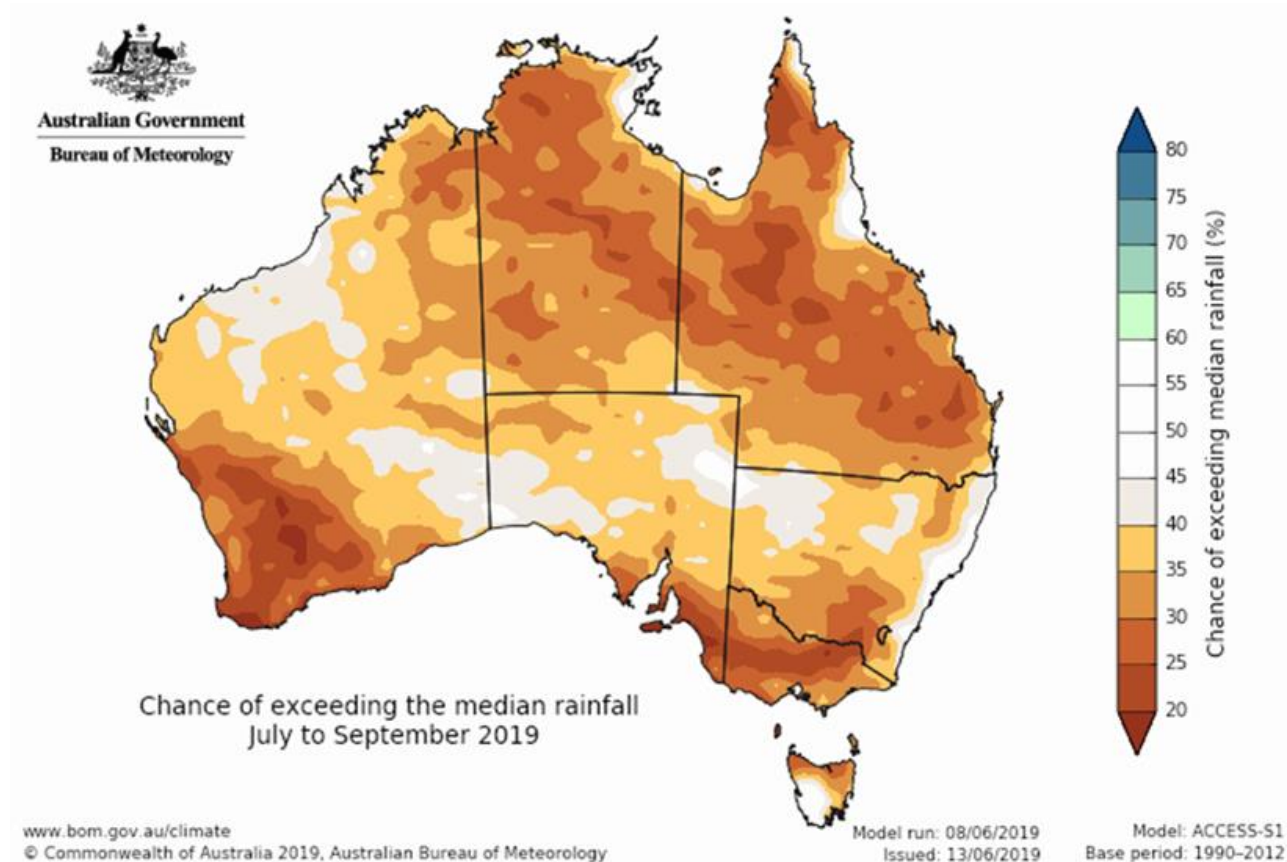 Australian Government
Bureau of Meteorology
80
75
70
65
60
55
50
45
40
35
30
25
20
Chance of exceeding median rainfall (%)
Chance of exceeding the median rainfall
July to September 2019
www.bom.gov.au/climate
© Commonwealth of Australia 2019, Australian Bureau of Meteorology
Model run: 08/06/2019
Issued: 13/06/2019
Model: ACCESS-S1
Base period: 1990–2012